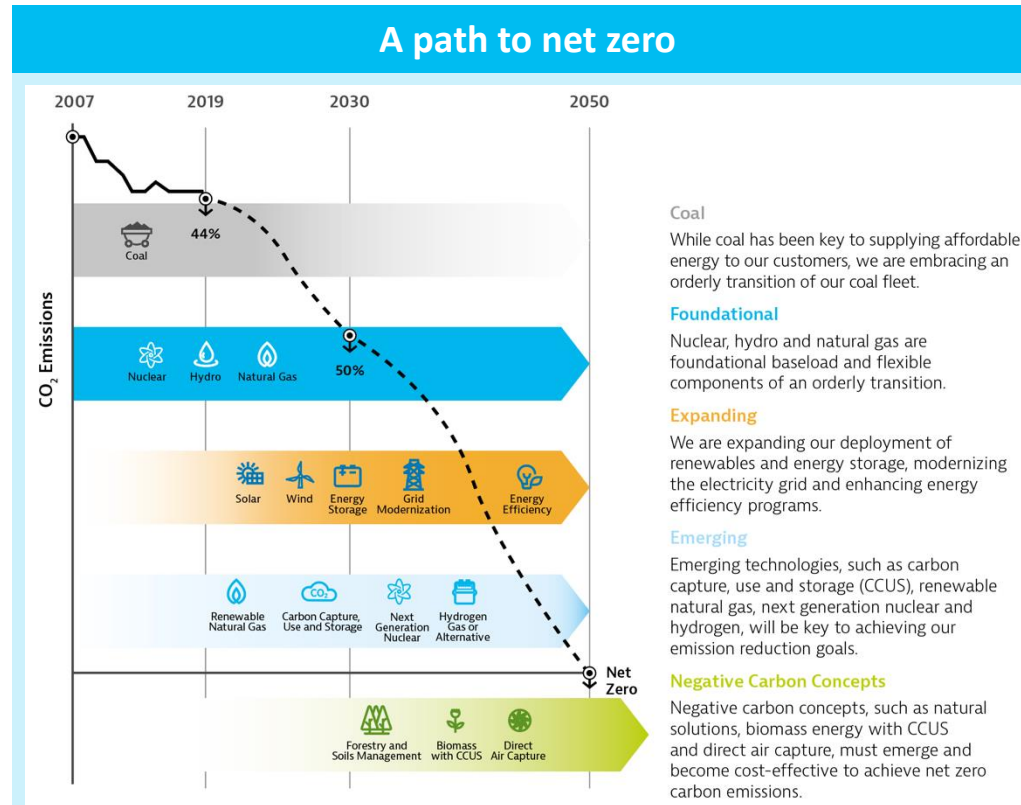 A path to net zero
2007
2019
2030
2050
CO₂ Emissions
44%
Coal
50%
Nuclear
Hydro
Natural Gas
Solar
Wind
Energy
Storage
Grid
Modernization
Energy
Efficiency
CO₂
Renewable
Natural Gas
Carbon Capture,
Use and Storage
Next
Generation
Nuclear
Hydrogen
Gas or
Alternative
Net
Zero
Forestry and
Soils Management
Biomass
with CCUS
Direct
Air Capture
Coal
While coal has been key to supplying affordable
energy to our customers, we are embracing an
orderly transition of our coal fleet.
Foundational
Nuclear, hydro and natural gas are
foundational baseload and flexible
components of an orderly transition.
Expanding
We are expanding our deployment of
renewables and energy storage, modernizing
the electricity grid and enhancing energy
efficiency programs.
Emerging
Emerging technologies, such as carbon
capture, use and storage (CCUS), renewable
natural gas, next generation nuclear and
hydrogen, will be key to achieving our
emission reduction goals.
Negative Carbon Concepts
Negative carbon concepts, such as natural
solutions, biomass energy with CCUS
and direct air capture, must emerge and
become cost-effective to achieve net zero
carbon emissions.